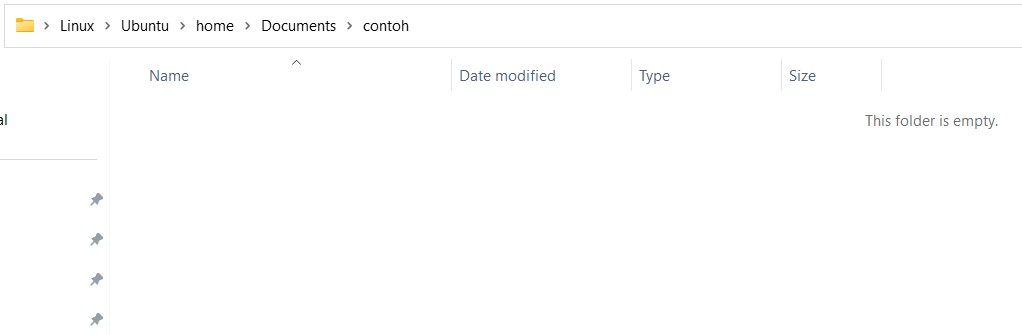 Linux > Ubuntu > home > Documents > contoh
Name Date modified Type Size
al This folder is empty.